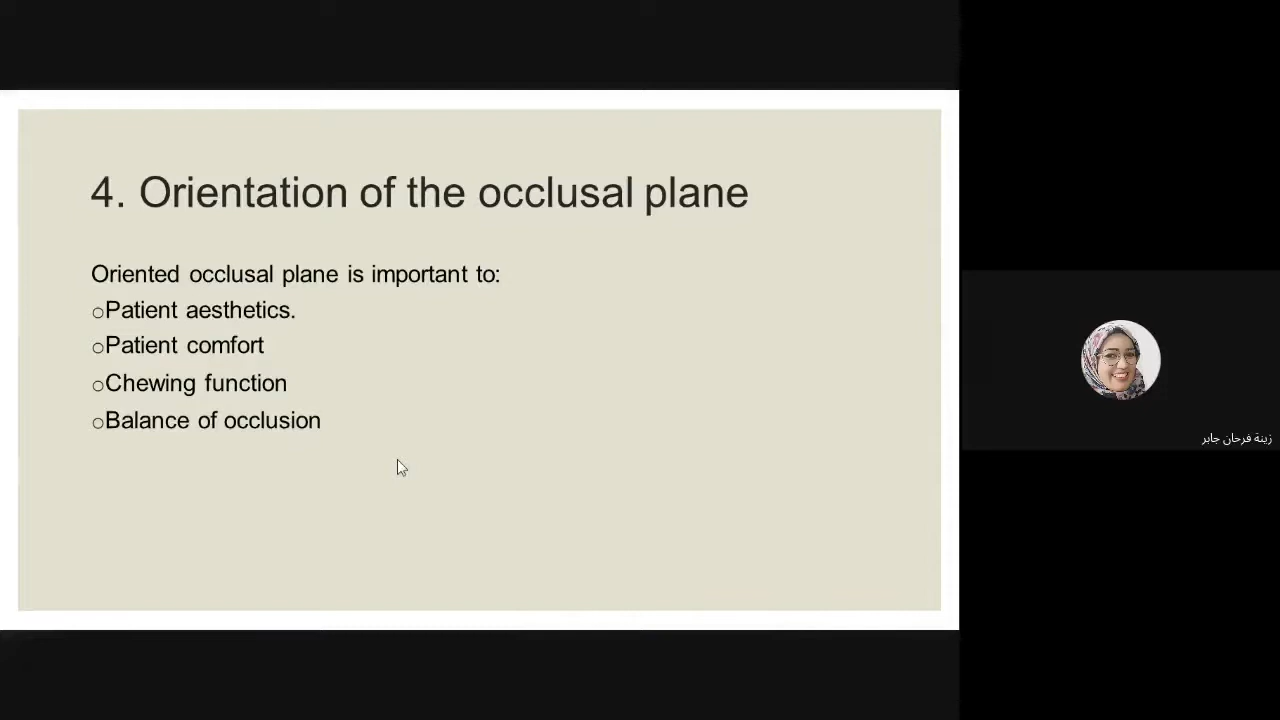 4. Orientation of the occlusal plane
Oriented occlusal plane is important to:
oPatient aesthetics.
oPatient comfort
oChewing function
oBalance of occlusion
زينة فرحان جابر